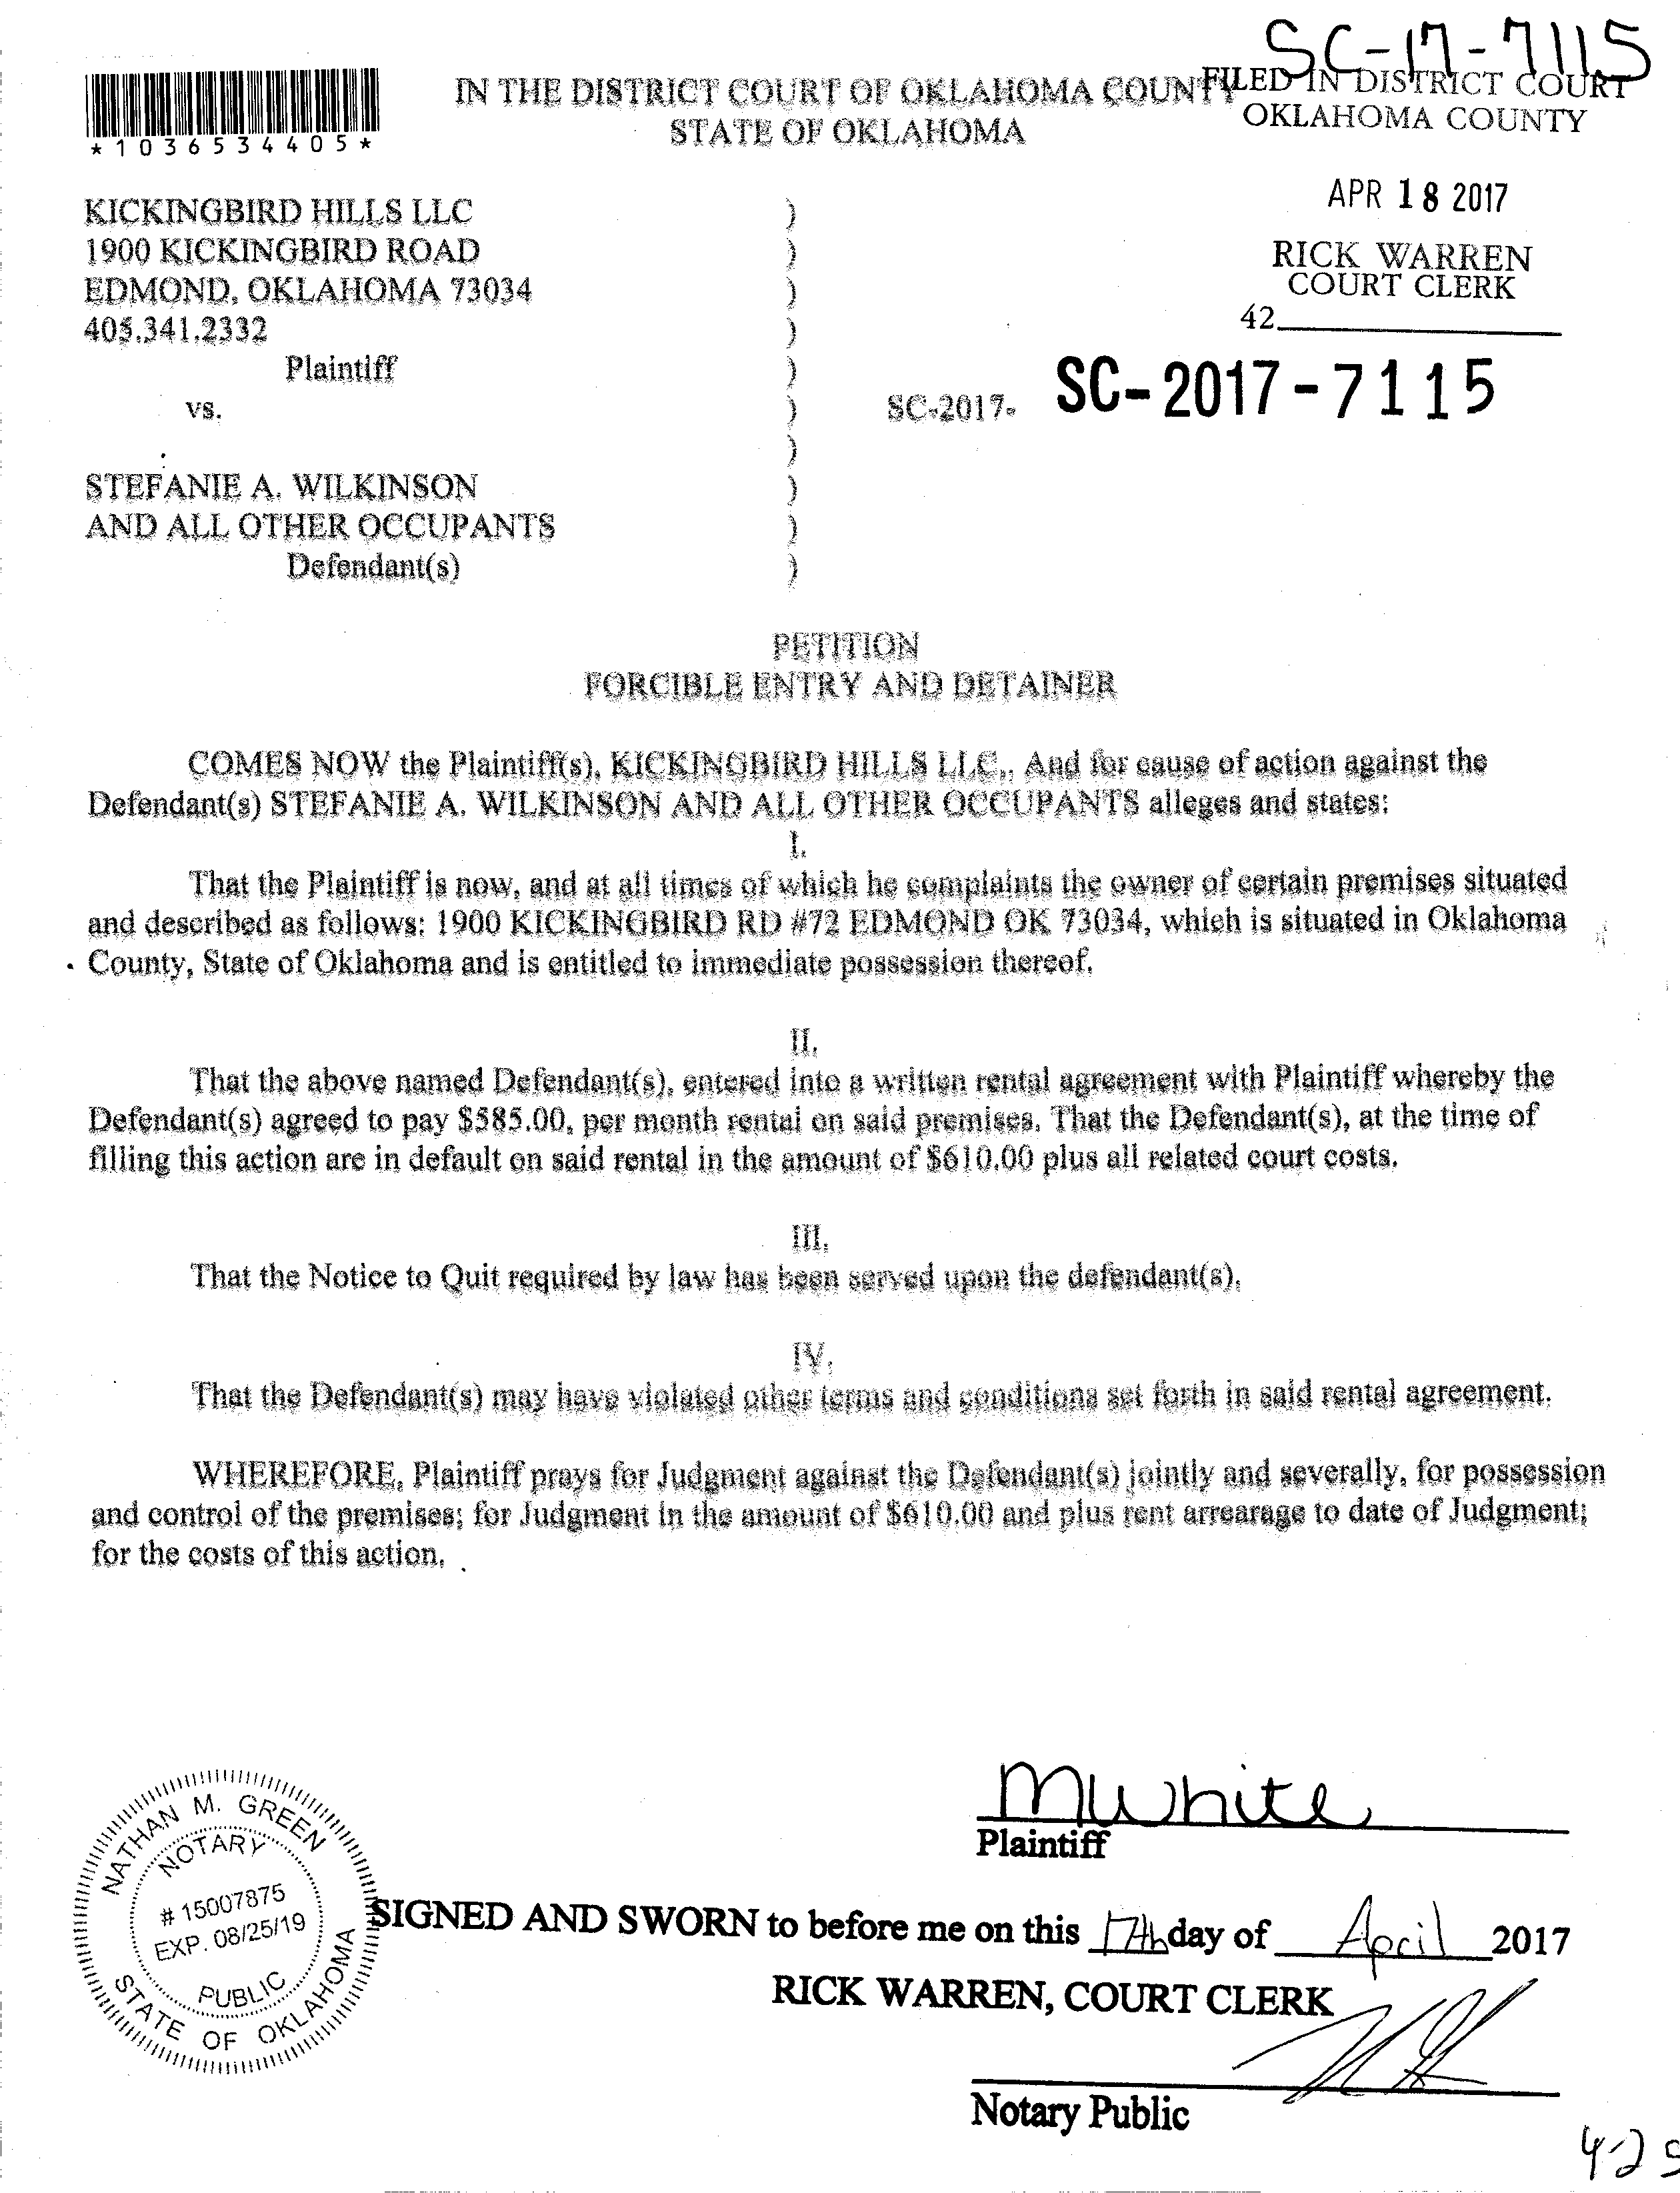 SC-17-7115
*1036534405*
IN THE DISTRICT COURT OF OKLAHOMA COUNTY
STATE OF OKLAHOMA
FILED IN DISTRICT COURT
OKLAHOMA COUNTY
APR 18 2017
RICK WARREN
COURT CLERK
42
KICKINGBIRD HILLS LLC
1900 KICKINGBIRD ROAD
EDMOND, OKLAHOMA 73034
405.341.2332
Plaintiff
vs.
SC-2017- SC-2017-7115
STEFANIE A. WILKINSON
AND ALL OTHER OCCUPANTS
Defendant(s)
)
)
)
)
)
)
)
)
)
)
PETITION
FORCIBLE ENTRY AND DETAINER
COMES NOW the Plaintiff(s), KICKINGBIRD HILLS LLC,. And for cause of action against the
Defendant(s) STEFANIE A. WILKINSON AND ALL OTHER OCCUPANTS alleges and states:
I.
That the Plaintiff is now, and at all times of which he complaints the owner of certain premises situated
and described as follows: 1900 KICKINGBIRD RD #72 EDMOND OK 73034, which is situated in Oklahoma
County, State of Oklahoma and is entitled to immediate possession thereof.
II.
That the above named Defendant(s), entered into a written rental agreement with Plaintiff whereby the
Defendant(s) agreed to pay $585.00, per month rental on said premises. That the Defendant(s), at the time of
filling this action are in default on said rental in the amount of $610.00 plus all related court costs.
III.
That the Notice to Quit required by law has been served upon the defendant(s).
IV.
That the Defendant(s) may have violated other terms and conditions set forth in said rental agreement.
WHEREFORE, Plaintiff prays for Judgment against the Defendant(s) jointly and severally, for possession
and control of the premises; for Judgment in the amount of $610.00 and plus rent arrearage to date of Judgment;
for the costs of this action.
MWhite
Plaintiff
NATHAN M. GREEN
NOTARY
# 15007875
EXP. 08/25/19
PUBLIC
STATE OF OKLAHOMA
SIGNED AND SWORN to before me on this 17th day of April 2017
RICK WARREN, COURT CLERK
Notary Public